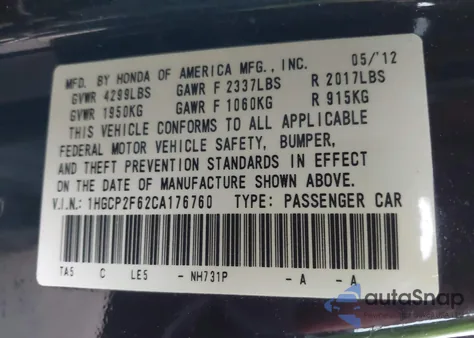 MFD. BY HONDA OF AMERICA MFG., INC. 05/'12
GVWR 4299LBS GAWR F 2337LBS R 2017LBS
GVWR 1950KG GAWR F 1060KG R 915KG
THIS VEHICLE CONFORMS TO ALL APPLICABLE
FEDERAL MOTOR VEHICLE SAFETY, BUMPER,
AND THEFT PREVENTION STANDARDS IN EFFECT
ON THE DATE OF MANUFACTURE SHOWN ABOVE.
V.I.N.: 1HGCP2F62CA176760 TYPE: PASSENGER CAR
TA5 C LE5 - NH731P - A - A
autoSnap